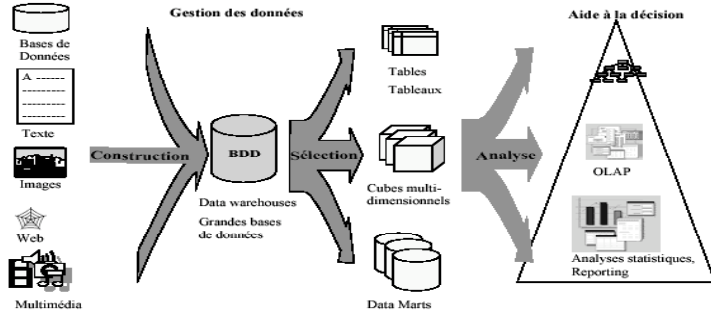 Gestion des données
Aide à la décision
Bases de
Données
A
Texte
Images
Web
Multimédia
Construction
BDD
Data warehouses
Grandes bases
de données
Sélection
Tables
Tableaux
Cubes multi-
dimensionnels
Data Marts
Analyse
OLAP
Analyses statistiques,
Reporting